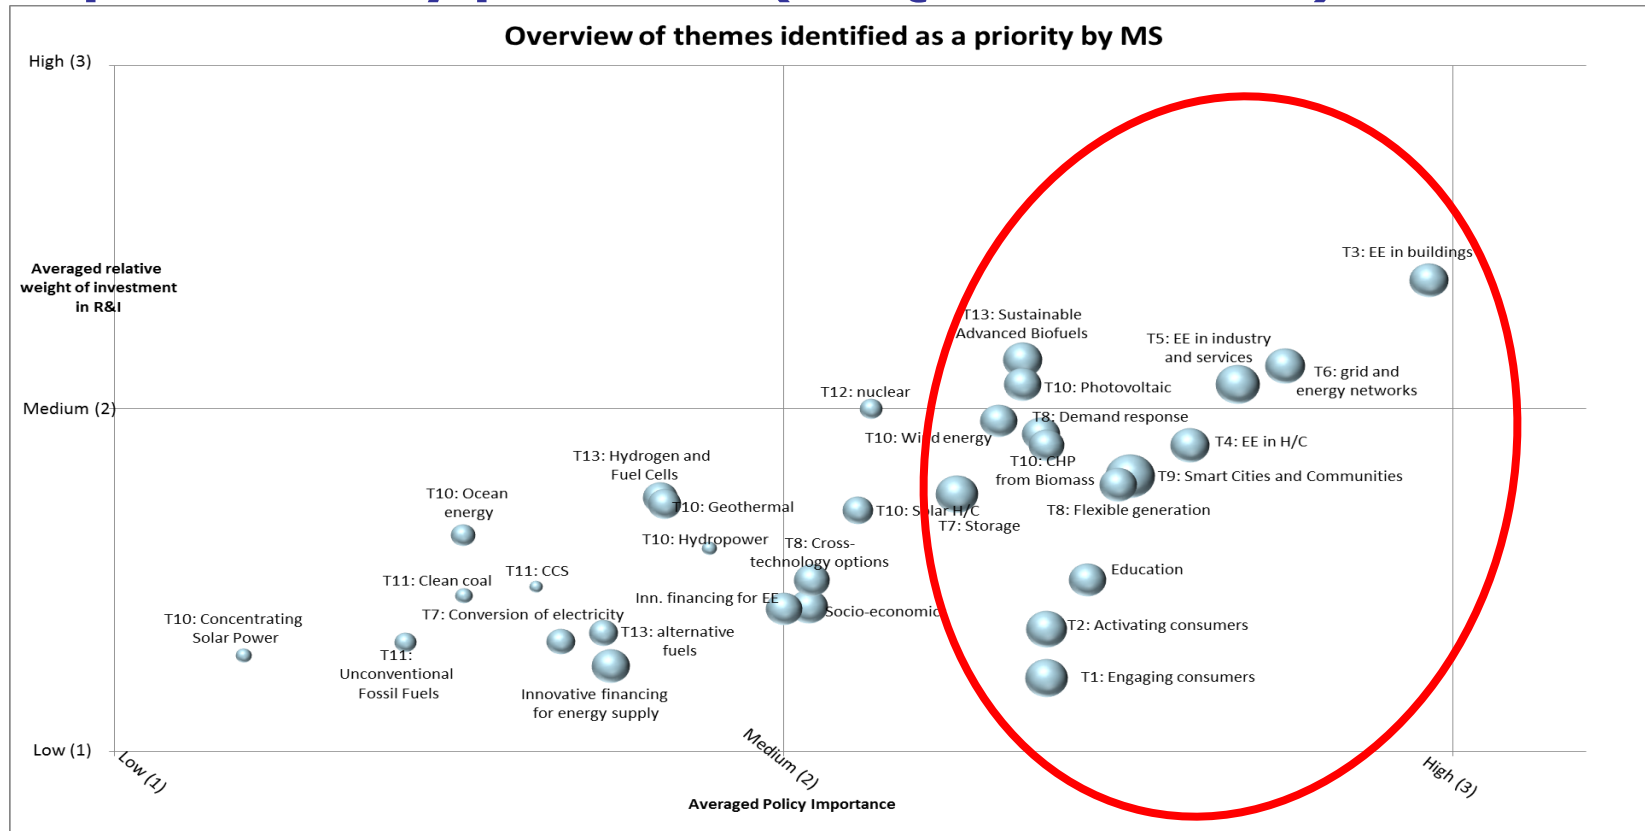 Overview of themes identified as a priority by MS
High (3)
Averaged relative
weight of investment
in R&I
Medium (2)
Low (1)
T3: EE in buildings
T13: Sustainable
Advanced Biofuels
T5: EE in industry
and services
T6: grid and
energy networks
T10: Photovoltaic
T12: nuclear
T8: Demand response
T10: Wind energy
T4: EE in H/C
T10: CHP
from Biomass
T9: Smart Cities and Communities
T13: Hydrogen and
Fuel Cells
T8: Flexible generation
T10: Ocean
energy
T10: Geothermal
T10: Solar H/C
T7: Storage
T10: Hydropower
T8: Cross-
technology options
T11: CCS
T11: Clean coal
Education
Inn. financing for EE
Socio-economic
T7: Conversion of electricity
T10: Concentrating
Solar Power
T13: alternative
fuels
T2: Activating consumers
T11:
Unconventional
Fossil Fuels
T1: Engaging consumers
Innovative financing
for energy supply
Low (1)
Medium (2)
High (3)
Averaged Policy Importance